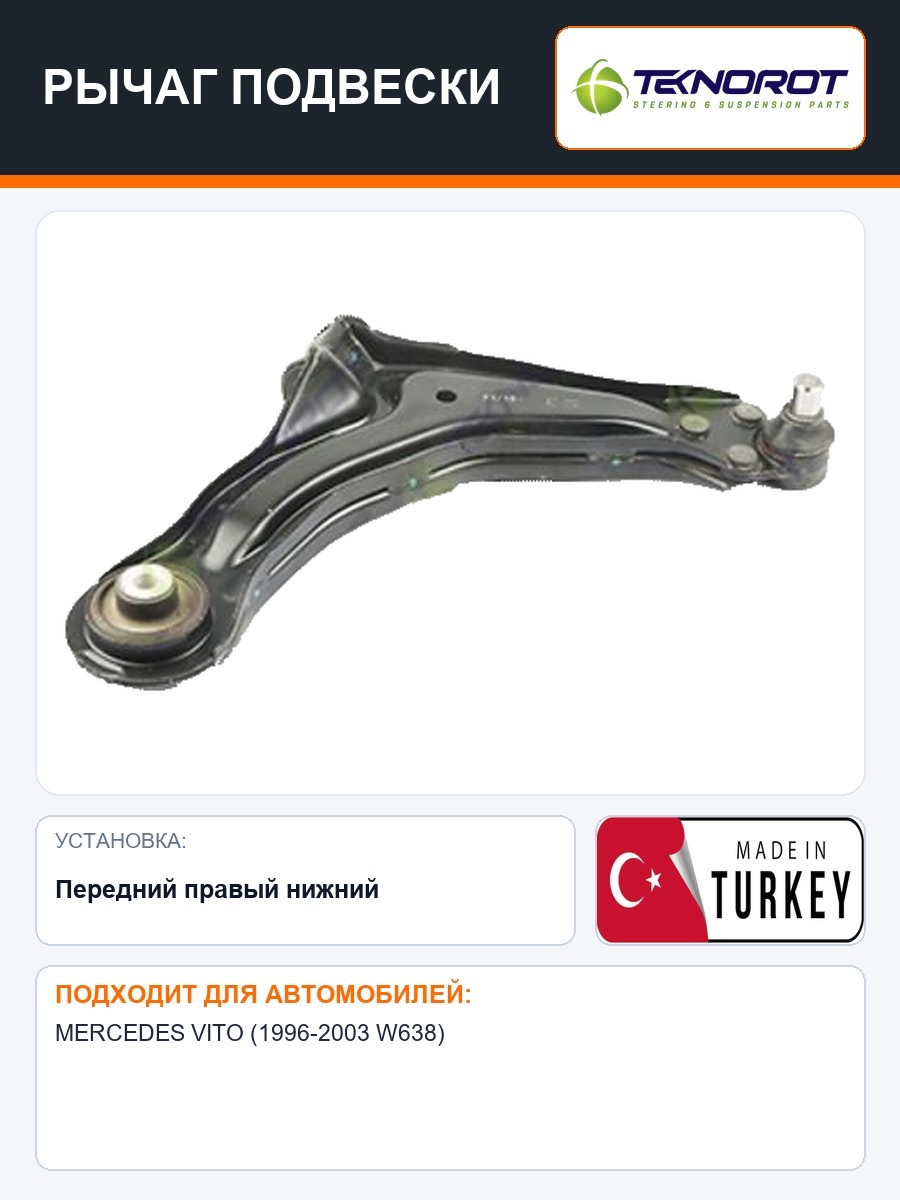 РЫЧАГ ПОДВЕСКИ
TEKNOROT
STEERING & SUSPENSION PARTS
УСТАНОВКА:
Передний правый нижний
MADE IN
TURKEY
ПОДХОДИТ ДЛЯ АВТОМОБИЛЕЙ:
MERCEDES VITO (1996-2003 W638)